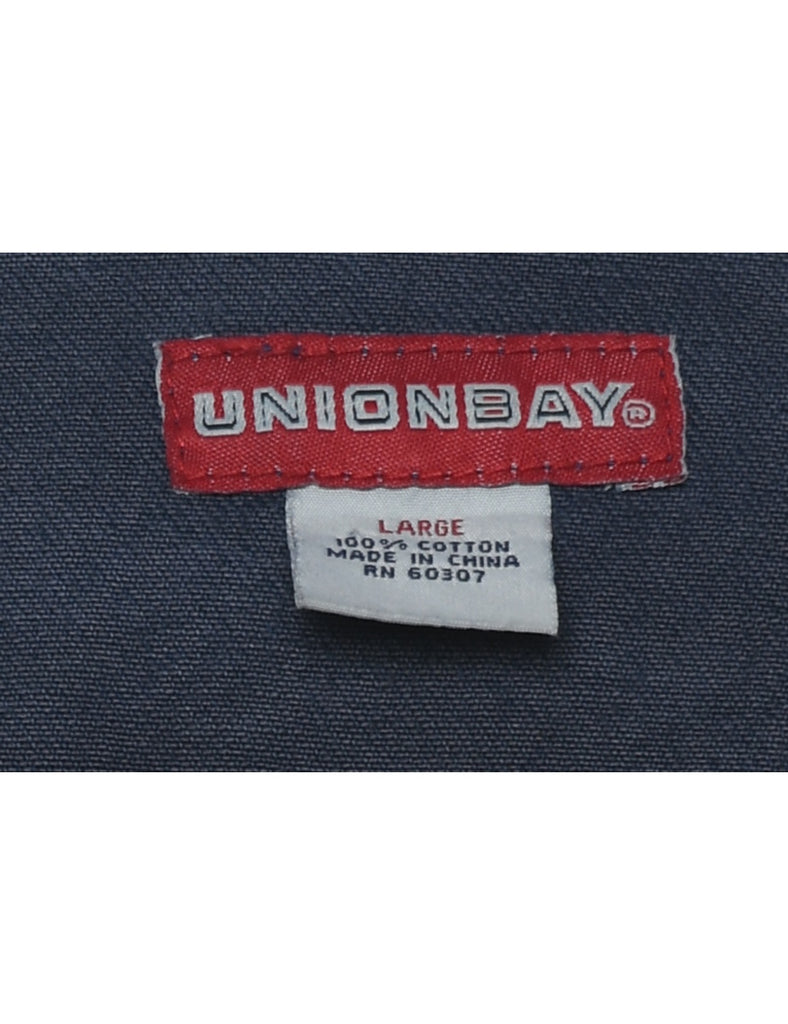 UNIONBAY®
LARGE
100% COTTON
MADE IN CHINA
RN 60307